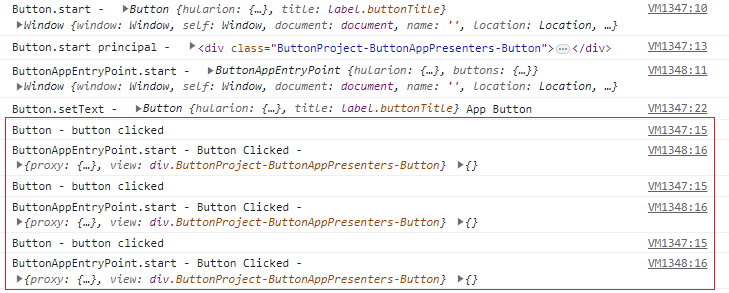 Button.start - ▶Button {hularion: {…}, title: label.buttonTitle} VM1347:10
▶Window {window: Window, self: Window, document: document, name: '', location: Location, …}
Button.start principal - ▶<div class="ButtonProject-ButtonAppPresenters-Button">…</div> VM1347:13
ButtonAppEntryPoint.start - ▶ButtonAppEntryPoint {hularion: {…}, buttons: {…}} VM1348:11
▶Window {window: Window, self: Window, document: document, name: '', location: Location, …}
Button.setText - ▶Button {hularion: {…}, title: label.buttonTitle} App Button VM1347:22
Button - button clicked VM1347:15
ButtonAppEntryPoint.start - Button Clicked - VM1348:16
▶{proxy: {…}, view: div.ButtonProject-ButtonAppPresenters-Button} ▶{}
Button - button clicked VM1347:15
ButtonAppEntryPoint.start - Button Clicked - VM1348:16
▶{proxy: {…}, view: div.ButtonProject-ButtonAppPresenters-Button} ▶{}
Button - button clicked VM1347:15
ButtonAppEntryPoint.start - Button Clicked - VM1348:16
▶{proxy: {…}, view: div.ButtonProject-ButtonAppPresenters-Button} ▶{}